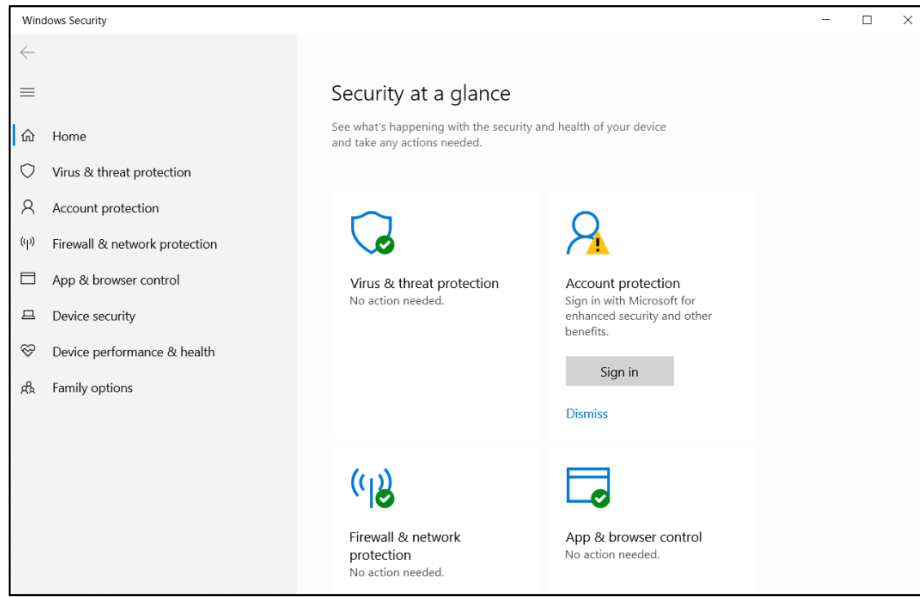 Windows Security
Home
Virus & threat protection
Account protection
Firewall & network protection
App & browser control
Device security
Device performance & health
Family options
Security at a glance
See what's happening with the security and health of your device
and take any actions needed.
Virus & threat protection
No action needed.
Account protection
Sign in with Microsoft for
enhanced security and other
benefits.
Sign in
Dismiss
Firewall & network
protection
No action needed.
App & browser control
No action needed.